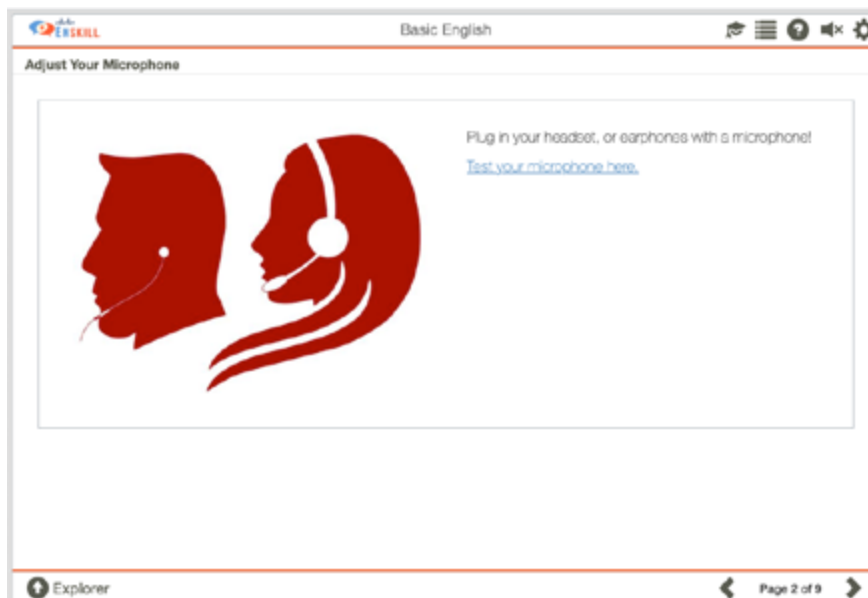 ENSKILL
Basic English
Adjust Your Microphone
Plug in your headset, or earphones with a microphone!
Test your microphone here.
Explorer
Page 2 of 9